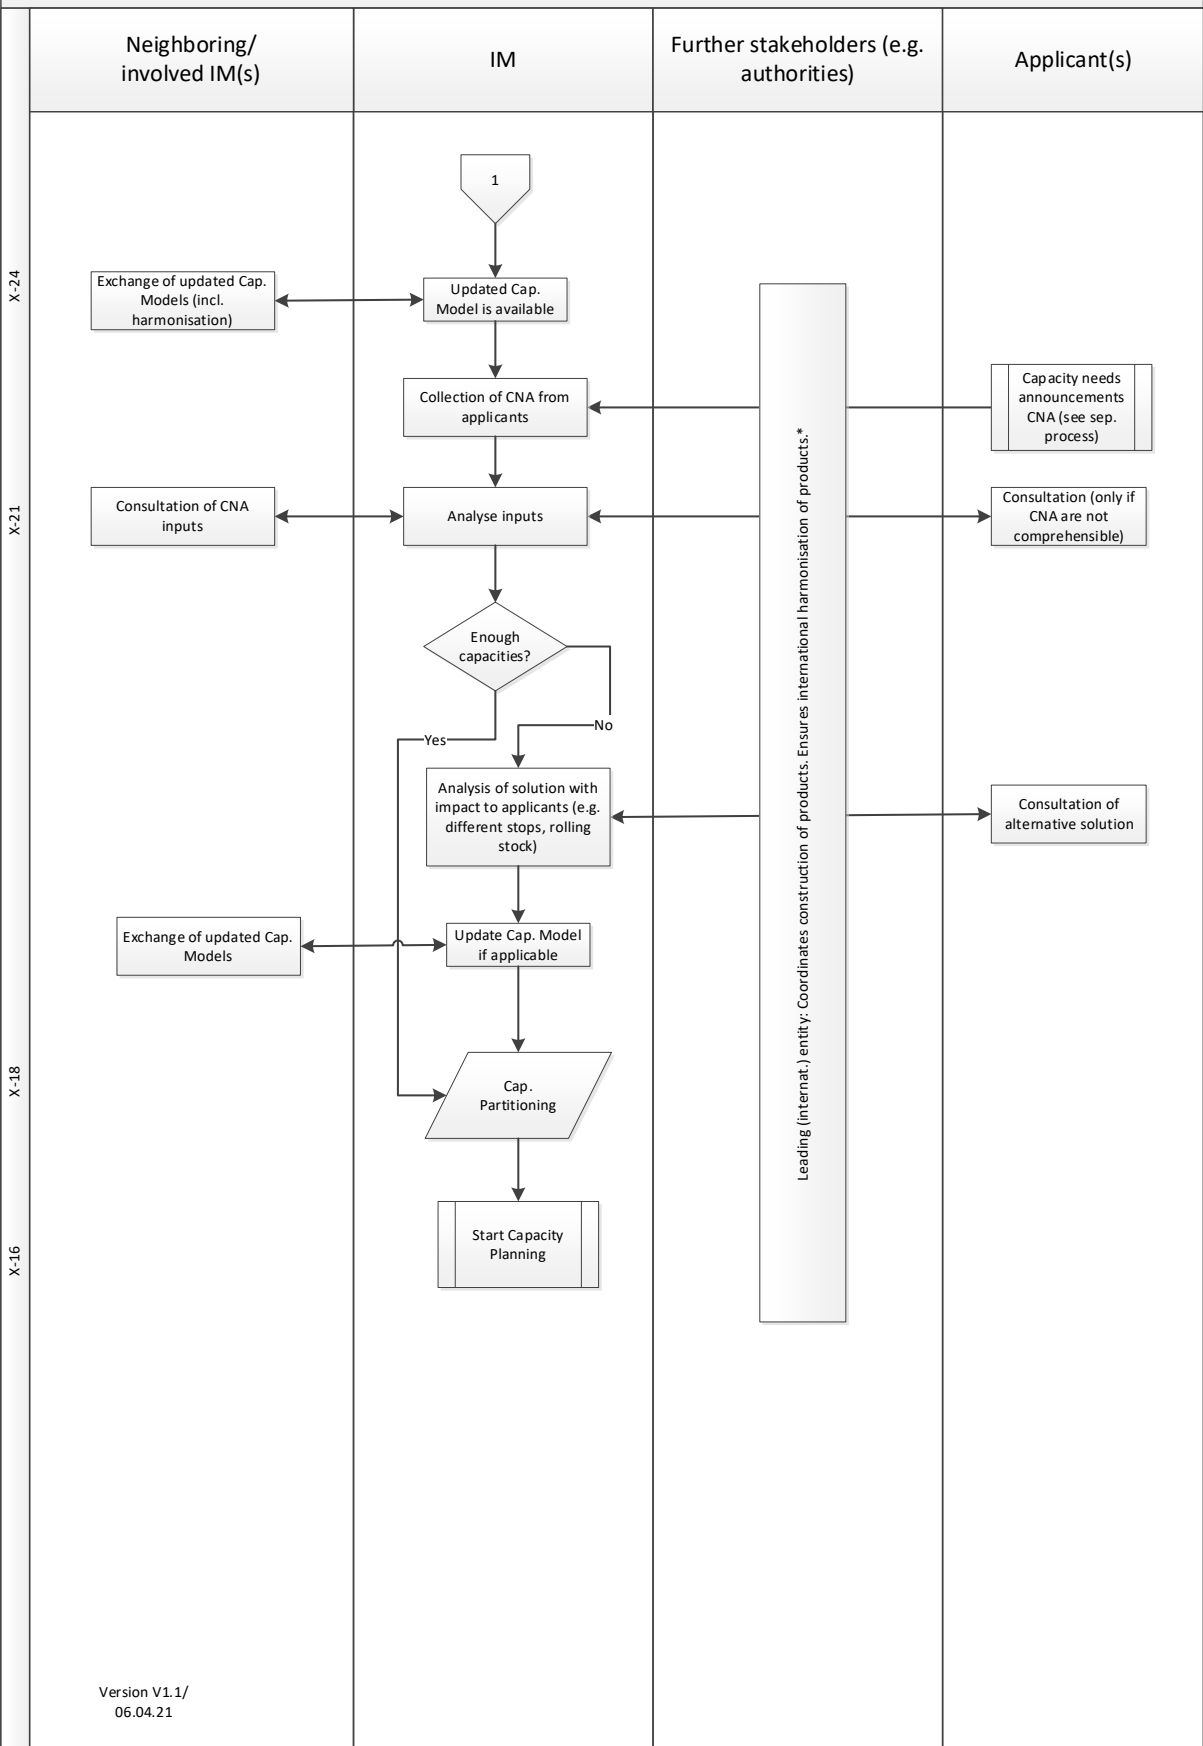 Neighboring/
involved IM(s)
IM
Further stakeholders (e.g.
authorities)
Applicant(s)
1
X-24
Exchange of updated Cap.
Models (incl.
harmonisation)
Updated Cap.
Model is available
Collection of CNA from
applicants
Capacity needs
announcements
CNA (see sep.
process)
X-21
Consultation of CNA
inputs
Analyse inputs
Consultation (only if
CNA are not
comprehensible)
Enough
capacities?
No
Yes
Leading (internat.) entity: Coordinates construction of products. Ensures international harmonisation of products.*
Analysis of solution with
impact to applicants (e.g.
different stops, rolling
stock)
Consultation of
alternative solution
Exchange of updated Cap.
Models
Update Cap. Model
if applicable
X-18
Cap.
Partitioning
X-16
Start Capacity
Planning
Version V1.1/
06.04.21